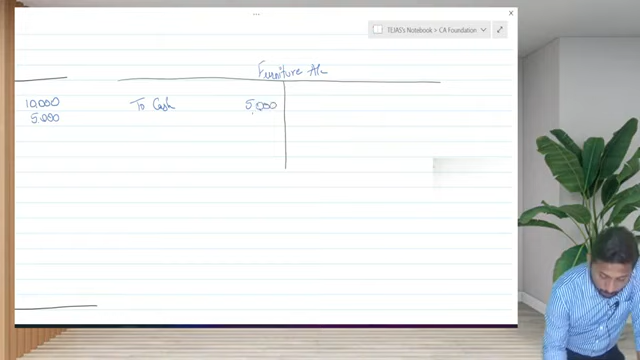 TEJAS's Notebook > CA Foundation
Furniture A/c
10,000
To Cash 5,000
5,000